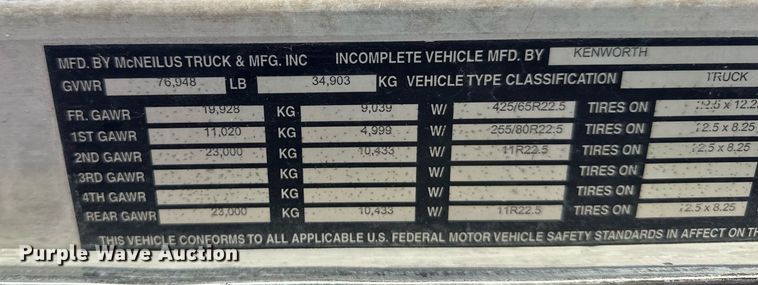 MFD. BY McNEILUS TRUCK & MFG. INC INCOMPLETE VEHICLE MFD. BY KENWORTH
GVWR 76,948 LB 34,903 KG VEHICLE TYPE CLASSIFICATION TRUCK
FR. GAWR 19,928 KG 9,039 W/ 425/65R22.5 TIRES ON 12.5 x 12.2
1ST GAWR 11,020 KG 4,999 W/ 255/80R22.5 TIRES ON 22.5 x 8.25
2ND GAWR 23,000 KG 10,433 W/ 11R22.5 TIRES ON 22.5 x 8.25
3RD GAWR KG W/ TIRES ON
4TH GAWR KG W/ TIRES ON
REAR GAWR 23,000 KG 10,433 W/ 11R22.5 TIRES ON 22.5 x 8.25
THIS VEHICLE CONFORMS TO ALL APPLICABLE U.S. FEDERAL MOTOR VEHICLE SAFETY STANDARDS IN AFFECT ON
Purple Wave Auction